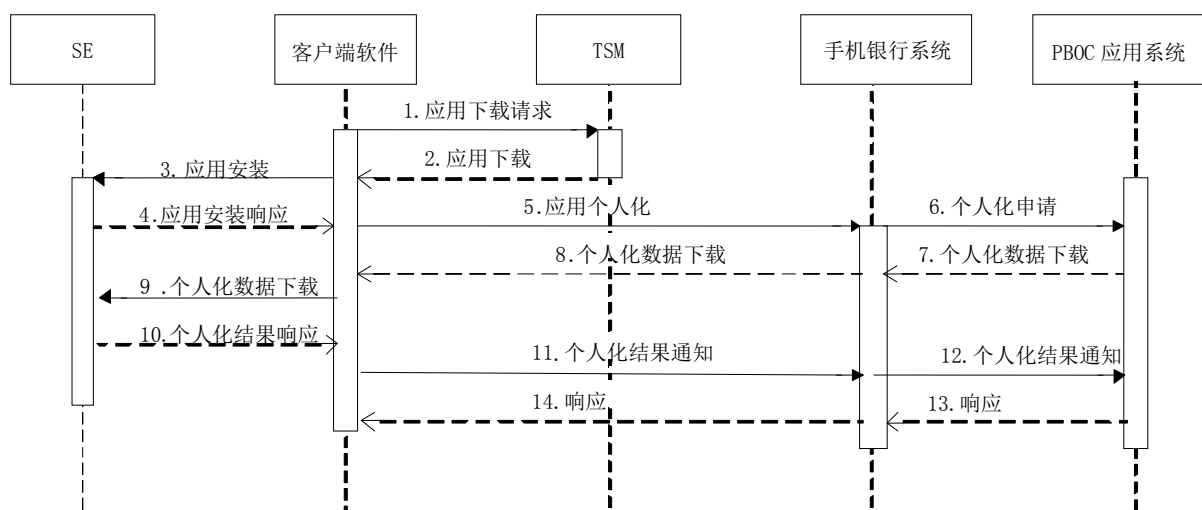 SE
客户端软件
TSM
手机银行系统
PBOC 应用系统
1.应用下载请求
2.应用下载
3.应用安装
4.应用安装响应
5.应用个人化
6.个人化申请
8.个人化数据下载
7.个人化数据下载
9 .个人化数据下载
10.个人化结果响应
11.个人化结果通知
12.个人化结果通知
14.响应
13.响应